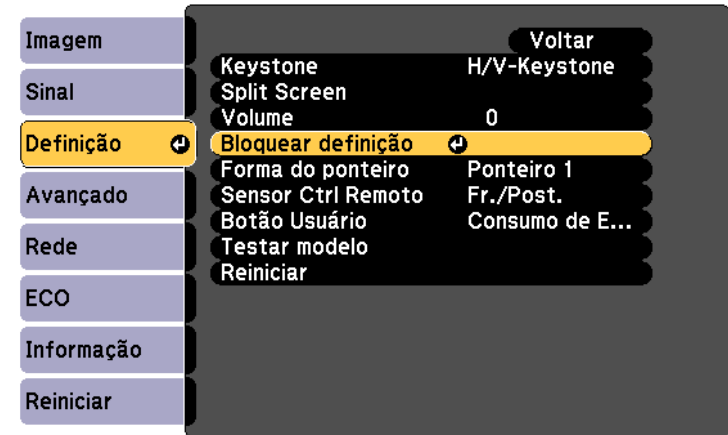 Imagem
Sinal
Definição
Avançado
Rede
ECO
Informação
Reiniciar
Voltar
Keystone H/V-Keystone
Split Screen
Volume 0
Bloquear definição
Forma do ponteiro Ponteiro 1
Sensor Ctrl Remoto Fr./Post.
Botão Usuário Consumo de E...
Testar modelo
Reiniciar